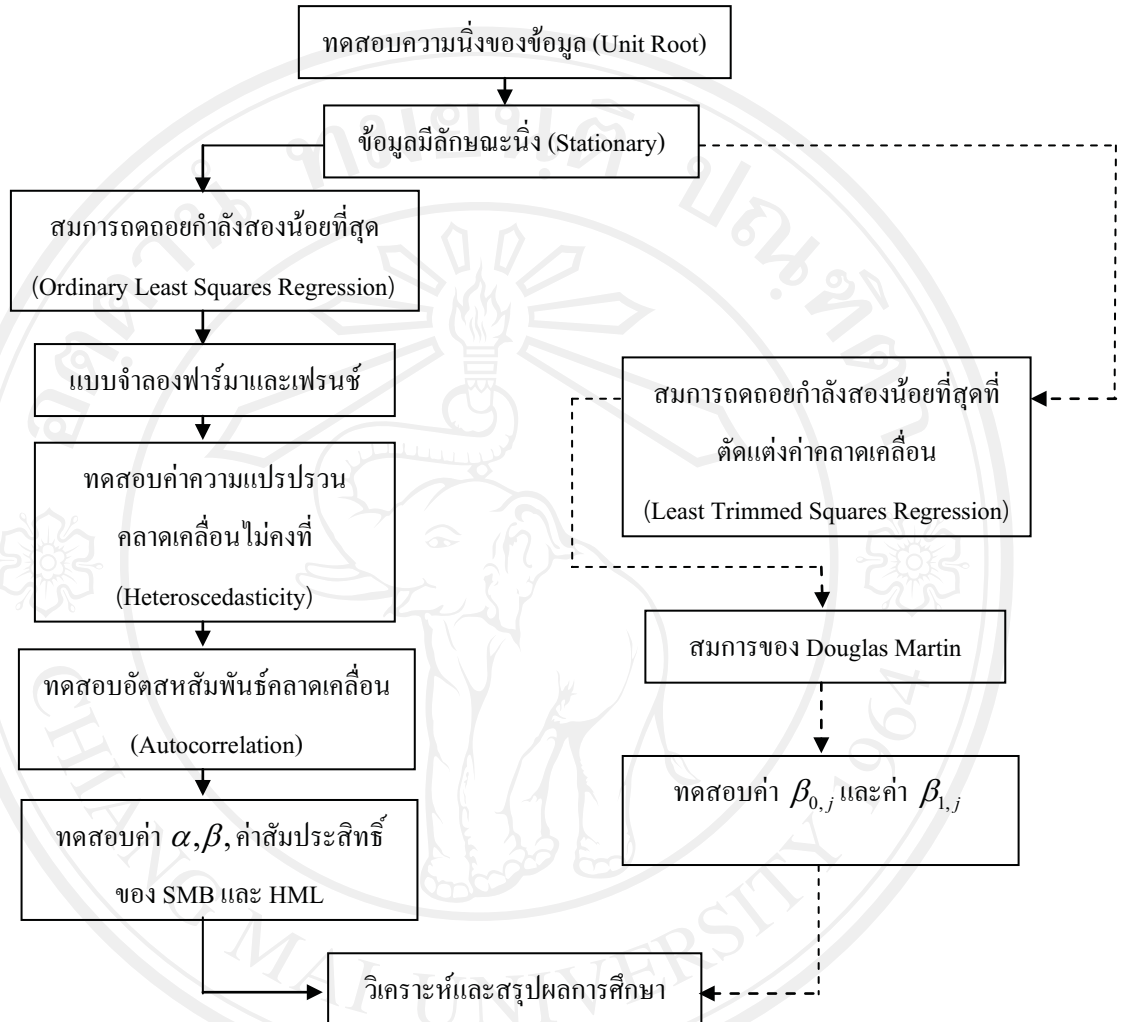 ทดสอบความนิ่งของข้อมูล (Unit Root)
ข้อมูลมีลักษณะนิ่ง (Stationary)
สมการถดถอยกำลังสองน้อยที่สุด
(Ordinary Least Squares Regression)
แบบจำลองฟาร์มาและเฟรนช์
ทดสอบค่าความแปรปรวน
คลาดเคลื่อนไม่คงที่
(Heteroscedasticity)
ทดสอบอัตสหสัมพันธ์คลาดเคลื่อน
(Autocorrelation)
ทดสอบค่า α,β,ค่าสัมประสิทธิ์
ของ SMB และ HML
สมการถดถอยกำลังสองน้อยที่สุดที่
ตัดแต่งค่าคลาดเคลื่อน
(Least Trimmed Squares Regression)
สมการของ Douglas Martin
ทดสอบค่า β0,j และค่า β1,j
วิเคราะห์และสรุปผลการศึกษา
CHIANG MAI UNIVERSITY 1964